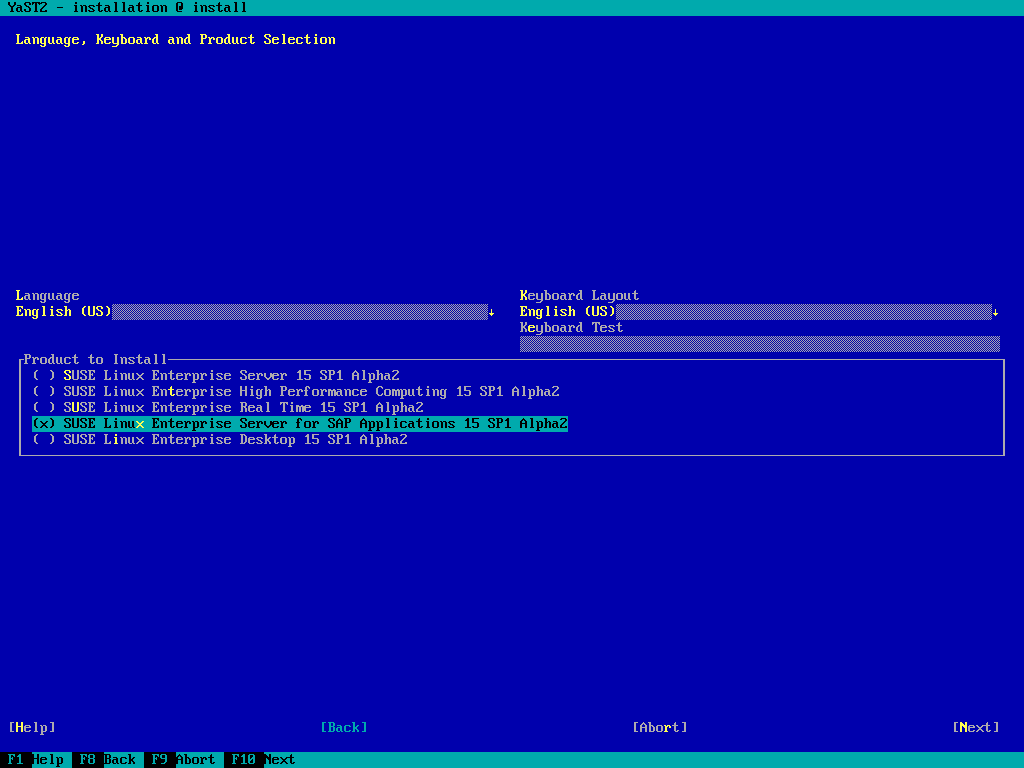 YaST2 - installation @ install
Language, Keyboard and Product Selection
Language
English (US)↓
Keyboard Layout
English (US)↓
Keyboard Test
Product to Install
( ) SUSE Linux Enterprise Server 15 SP1 Alpha2
( ) SUSE Linux Enterprise High Performance Computing 15 SP1 Alpha2
( ) SUSE Linux Enterprise Real Time 15 SP1 Alpha2
(x) SUSE Linux Enterprise Server for SAP Applications 15 SP1 Alpha2
( ) SUSE Linux Enterprise Desktop 15 SP1 Alpha2
[Help] [Back] [Abort] [Next]
F1 Help F8 Back F9 Abort F10 Next